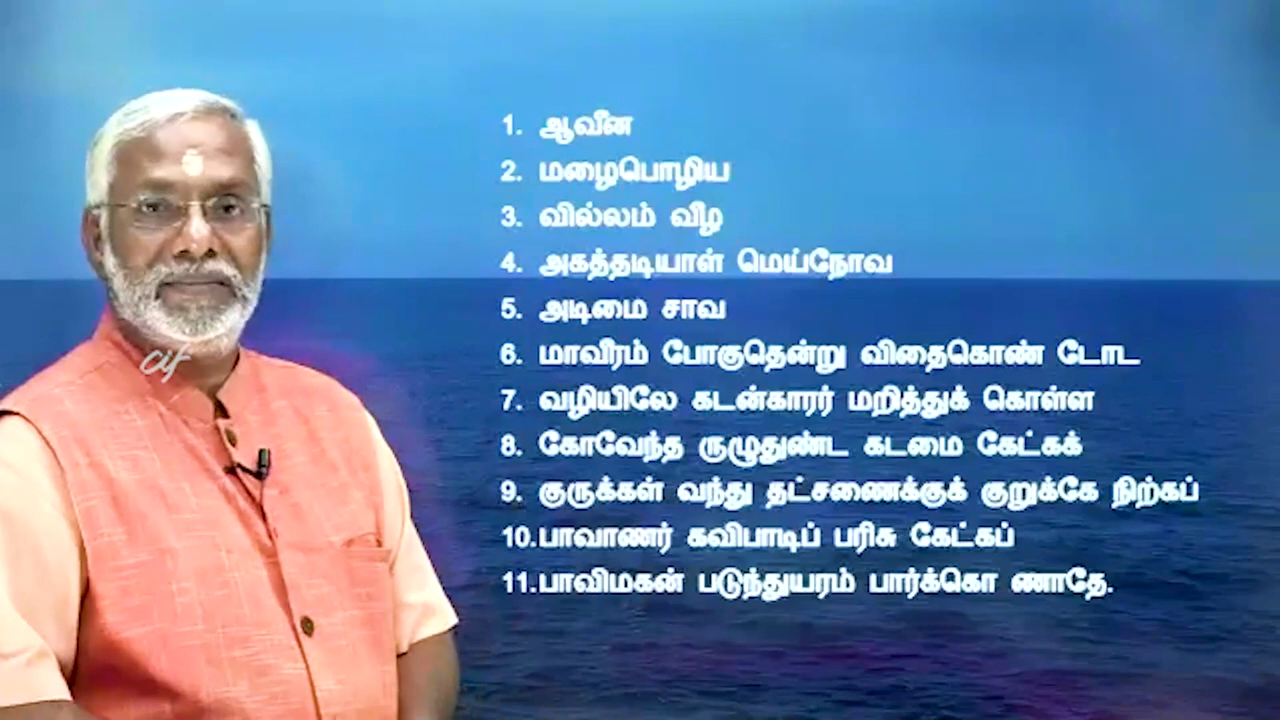 1. ஆவீன
2. மழைபொழிய
3. வில்லம் வீழ
4. அகத்தடியாள் மெய்நோவ
5. அடிமை சாவ
6. மாவீரம் போகுதென்று விதைகொண் டோட
7. வழியிலே கடன்காரர் மறித்துக் கொள்ள
8. கோவேந்த ருழுதுண்ட கடமை கேட்கக்
9. குருக்கள் வந்து தட்சணைக்குக் குறுக்கே நிற்கப்
10.பாவாணர் கவிபாடிப் பரிசு கேட்கப்
11.பாவிமகன் படுந்துயரம் பார்க்கொ ணாதே.